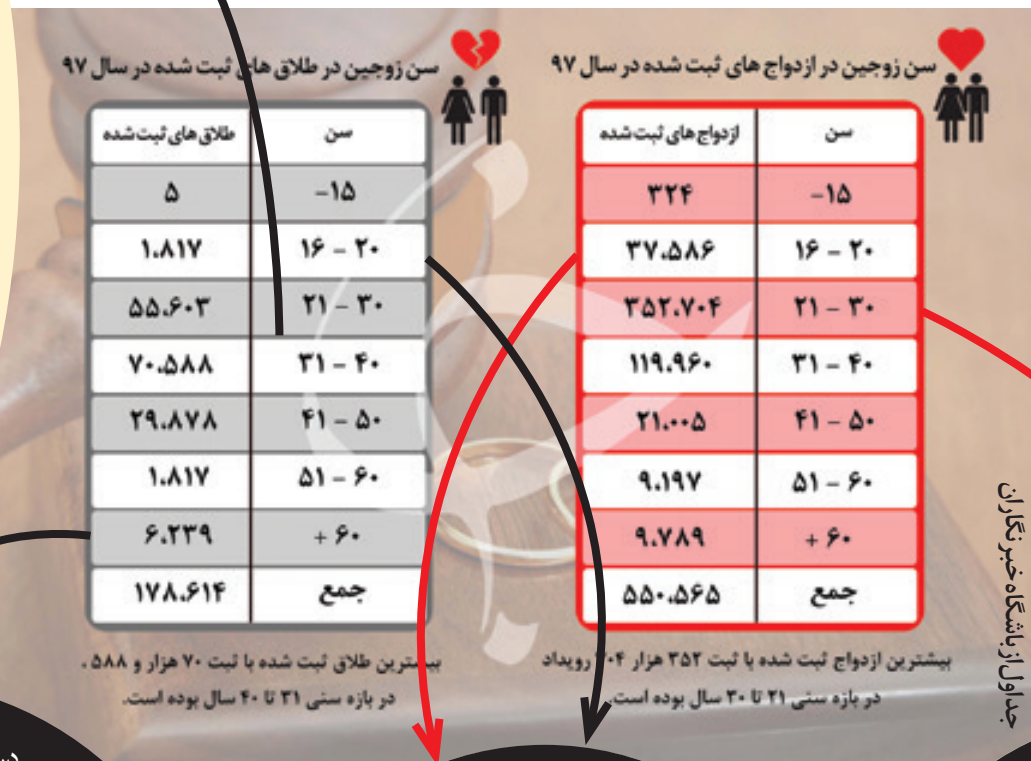 سن زوجین در ازدواج های ثبت شده در سال ۹۷
سن ازدواج های ثبت شده
-۱۵ ۳۲۴
۱۶ - ۲۰ ۳۷.۵۸۶
۲۱ - ۳۰ ۳۵۲.۷۰۴
۳۱ - ۴۰ ۱۱۹.۹۶۰
۴۱ - ۵۰ ۲۱.۰۰۵
۵۱ - ۶۰ ۹.۱۹۷
+ ۶۰ ۹.۷۸۹
جمع ۵۵۰.۵۶۵
بیشترین ازدواج ثبت شده با ثبت ۳۵۲ هزار رویداد
در بازه سنی ۲۱ تا ۳۰ سال بوده است.
سن زوجین در طلاق های ثبت شده در سال ۹۷
سن طلاق های ثبت شده
-۱۵ ۵
۱۶ - ۲۰ ۱.۸۱۷
۲۱ - ۳۰ ۵۵.۶۰۳
۳۱ - ۴۰ ۷۰.۵۸۸
۴۱ - ۵۰ ۲۹.۸۷۸
۵۱ - ۶۰ ۱.۸۱۷
+ ۶۰ ۶.۲۳۹
جمع ۱۷۸.۶۱۴
بیشترین طلاق ثبت شده با ثبت ۷۰ هزار و ۵۸۸ .
در بازه سنی ۳۱ تا ۴۰ سال بوده است.
جداول از باشگاه خبرنگاران